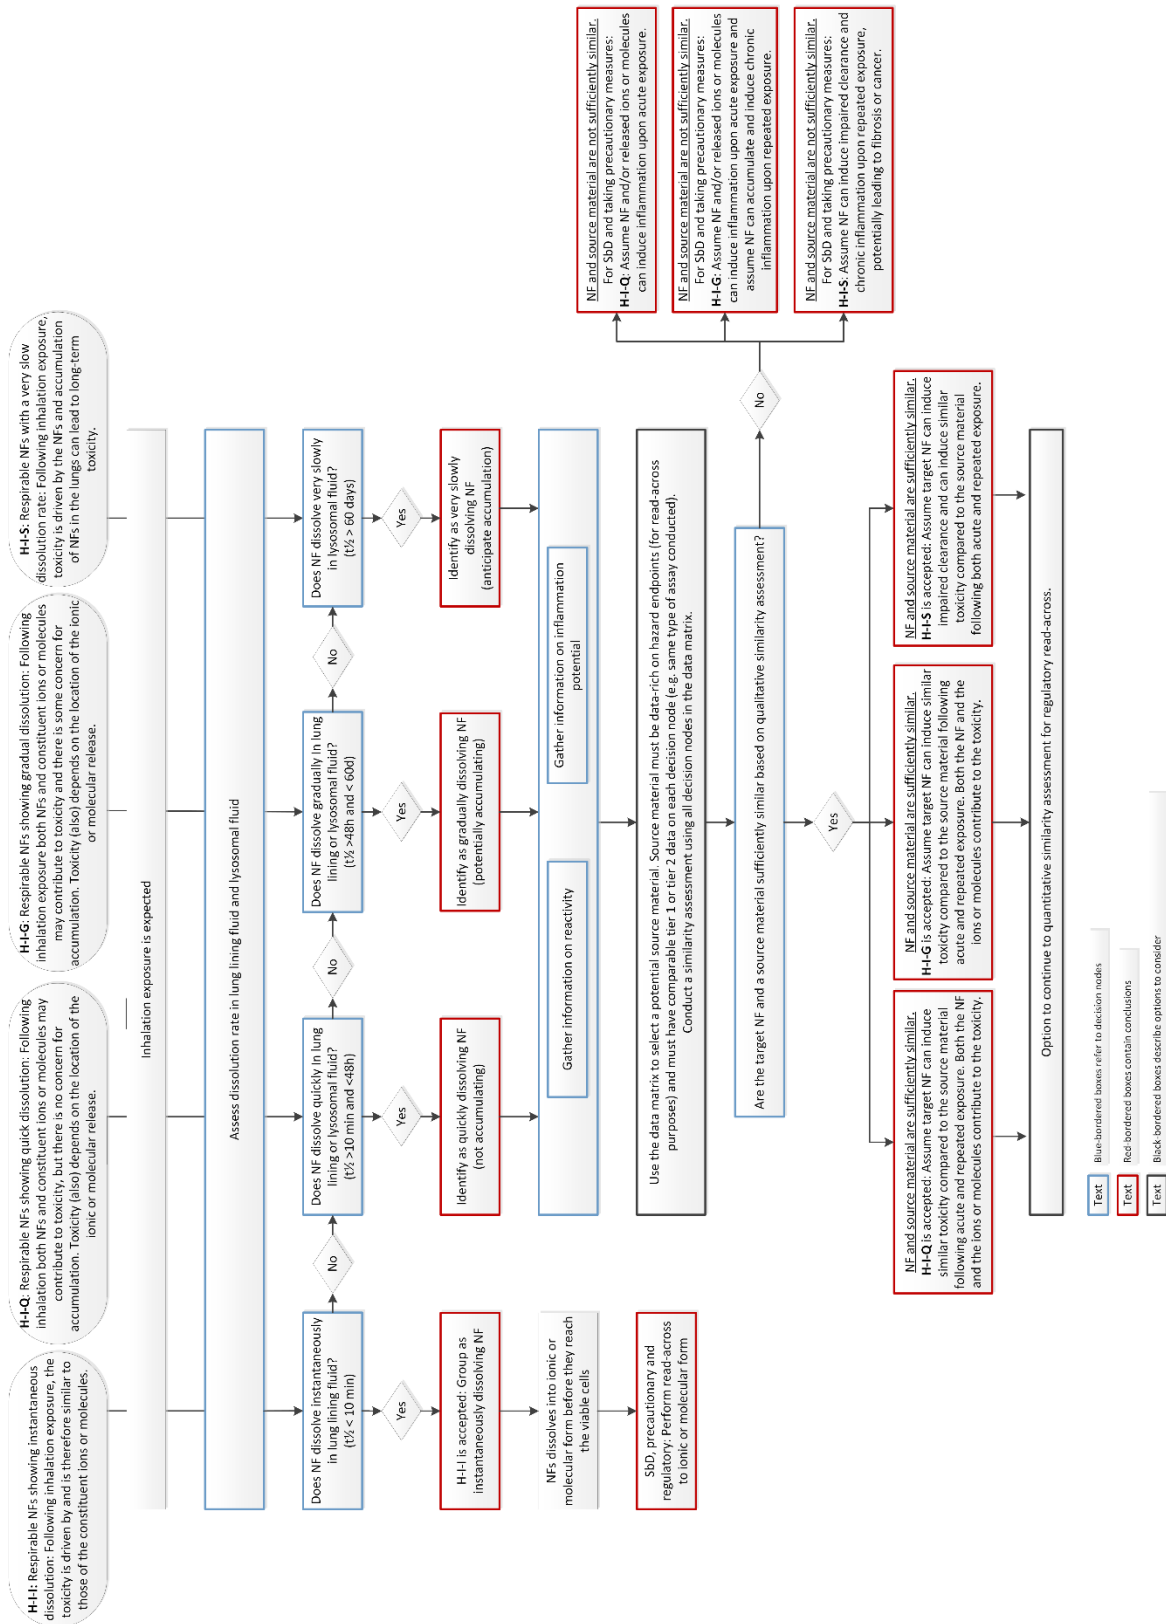 H-I-I: Respirable NFs showing instantaneous
dissolution: Following inhalation exposure, the
toxicity is driven by and is therefore similar to
those of the constituent ions or molecules.
H-I-Q: Respirable NFs showing quick dissolution: Following
inhalation both NFs and constituent ions or molecules may
contribute to toxicity, but there is no concern for
accumulation. Toxicity (also) depends on the location of the
ionic or molecular release.
H-I-G: Respirable NFs showing gradual dissolution: Following
inhalation exposure both NFs and constituent ions or molecules
may contribute to toxicity and there is some concern for
accumulation. Toxicity (also) depends on the location of the ionic
or molecular release.
H-I-S: Respirable NFs with a very slow
dissolution rate: Following inhalation exposure,
toxicity is driven by the NFs and accumulation
of NFs in the lungs can lead to long-term
toxicity.
Inhalation exposure is expected
Assess dissolution rate in lung lining fluid and lysosomal fluid
Does NF dissolve instantaneously
in lung lining fluid?
(t½ < 10 min)
No
Does NF dissolve quickly in lung
lining or lysosomal fluid?
(t½ >10 min and <48h)
No
Does NF dissolve gradually in lung
lining or lysosomal fluid?
(t½ >48h and < 60d)
No
Does NF dissolve very slowly
in lysosomal fluid?
(t½ > 60 days)
Yes
Yes
Yes
Yes
H-I-I is accepted: Group as
instantaneously dissolving NF
Identify as quickly dissolving NF
(not accumulating)
Identify as gradually dissolving NF
(potentially accumulating)
Identify as very slowly
dissolving NF
(anticipate accumulation)
NFs dissolves into ionic or
molecular form before they reach
the viable cells
Gather information on reactivity
Gather information on inflammation
potential
SbD, precautionary and
regulatory: Perform read-across
to ionic or molecular form
Use the data matrix to select a potential source material. Source material must be data-rich on hazard endpoints (for read-across
purposes) and must have comparable tier 1 or tier 2 data on each decision node (e.g. same type of assay conducted).
Conduct a similarity assessment using all decision nodes in the data matrix.
Are the target NF and a source material sufficiently similar based on qualitative similarity assessment?
No
NF and source material are not sufficiently similar.
For SbD and taking precautionary measures:
H-I-Q: Assume NF and/or released ions or molecules
can induce inflammation upon acute exposure.
NF and source material are not sufficiently similar.
For SbD and taking precautionary measures:
H-I-G: Assume NF and/or released ions or molecules
can induce inflammation upon acute exposure and
assume NF can accumulate and induce chronic
inflammation upon repeated exposure.
NF and source material are not sufficiently similar.
For SbD and taking precautionary measures:
H-I-S: Assume NF can induce impaired clearance and
chronic inflammation upon repeated exposure,
potentially leading to fibrosis or cancer.
Yes
NF and source material are sufficiently similar.
H-I-Q is accepted: Assume target NF can induce
similar toxicity compared to the source material
following acute and repeated exposure. Both the NF
and the ions or molecules contribute to the toxicity.
NF and source material are sufficiently similar.
H-I-G is accepted: Assume target NF can induce similar
toxicity compared to the source material following
acute and repeated exposure. Both the NF and the
ions or molecules contribute to the toxicity.
NF and source material are sufficiently similar.
H-I-S is accepted: Assume target NF can induce
impaired clearance and can induce similar
toxicity compared to the source material
following both acute and repeated exposure.
Option to continue to quantitative similarity assessment for regulatory read-across.
Text
Blue-bordered boxes refer to decision nodes
Text
Red-bordered boxes contain conclusions
Text
Black-bordered boxes describe options to consider